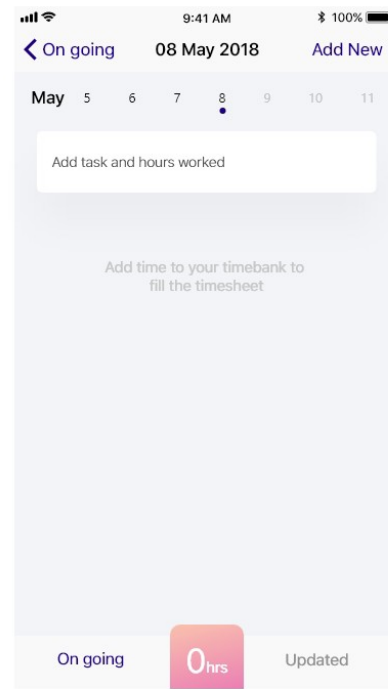 9:41 AM 100%
On going 08 May 2018 Add New
May 5 6 7 8 9 10 11
Add task and hours worked
Add time to your timebank to
fill the timesheet
On going 0hrs Updated